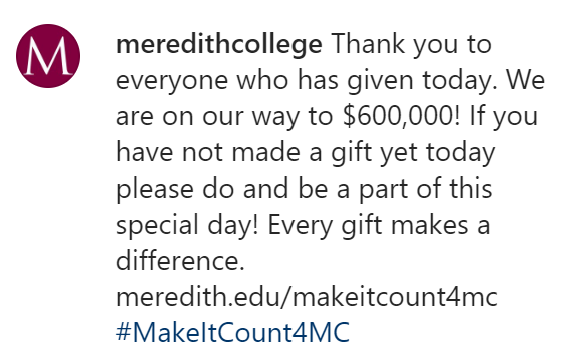 M
meredithcollege Thank you to
everyone who has given today. We
are on our way to $600,000! If you
have not made a gift yet today
please do and be a part of this
special day! Every gift makes a
difference.
meredith.edu/makeitcount4mc
#MakeItCount4MC